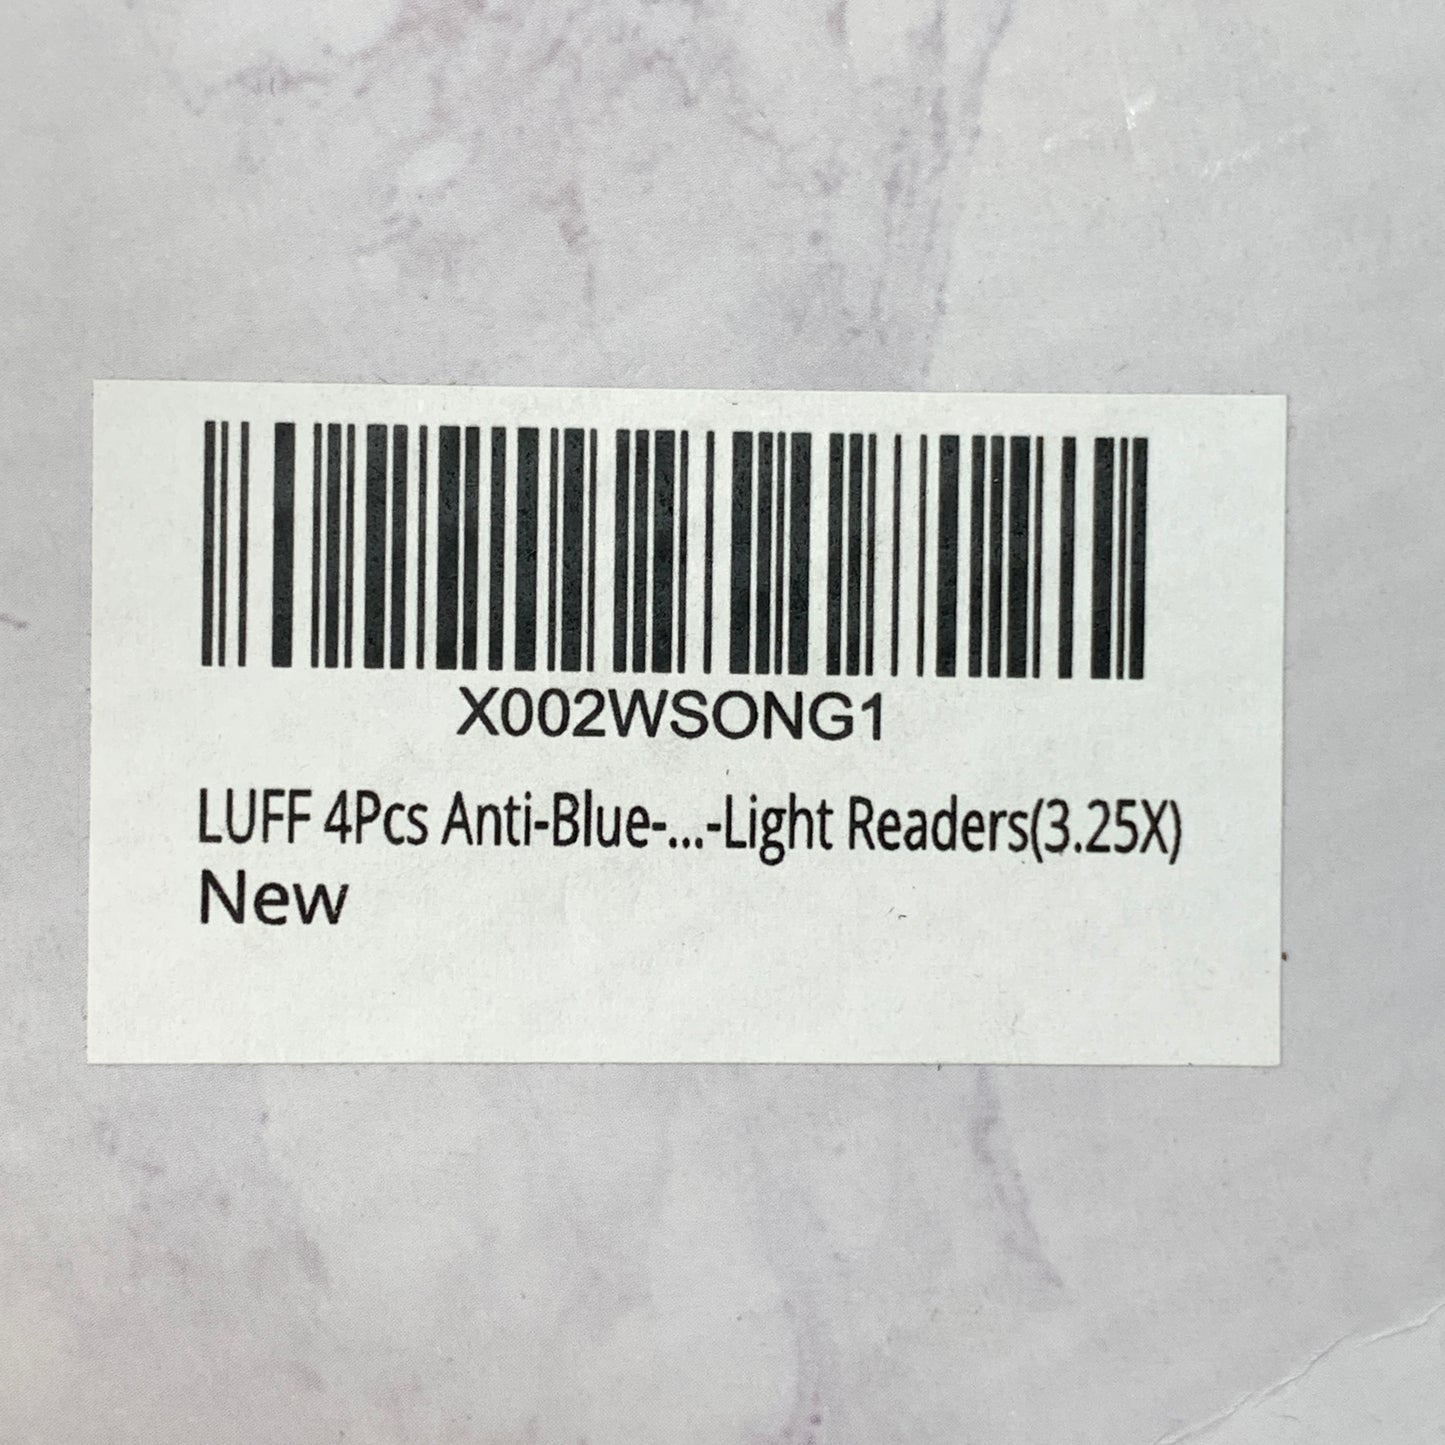 X002WSONG1
LUFF 4Pcs Anti-Blue-...-Light Readers(3.25X)
New